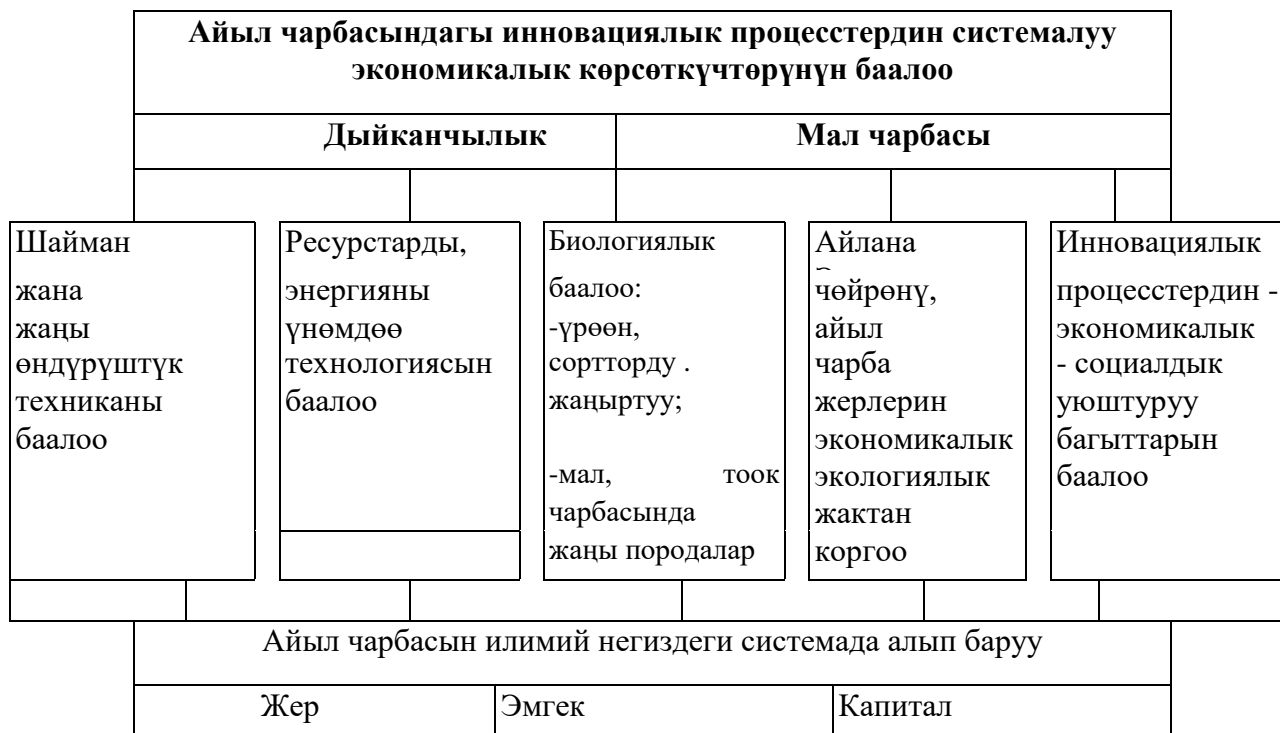 Айыл чарбасындагы инновациялык процесстердин системалуу
экономикалык көрсөткүчтөрүнүн баалоо
Дыйканчылык
Мал чарбасы
Шайман
жана
жаңы
өндүрүштүк
техниканы
баалоо
Ресурстарды,
энергияны
үнөмдөө
технологиясын
баалоо
Биологиялык
баалоо:
-үрөөн,
сортторду .
жаңыртуу;
-мал, тоок
чарбасында
жаңы породалар
Айлана
чөйрөнү,
айыл
чарба
жерлерин
экономикалык
экологиялык
жактан
коргоо
Инновациялык
процесстердин -
экономикалык
- социалдык
уюштуруу
багыттарын
баалоо
Айыл чарбасын илимий негиздеги системада алып баруу
Жер
Эмгек
Капитал